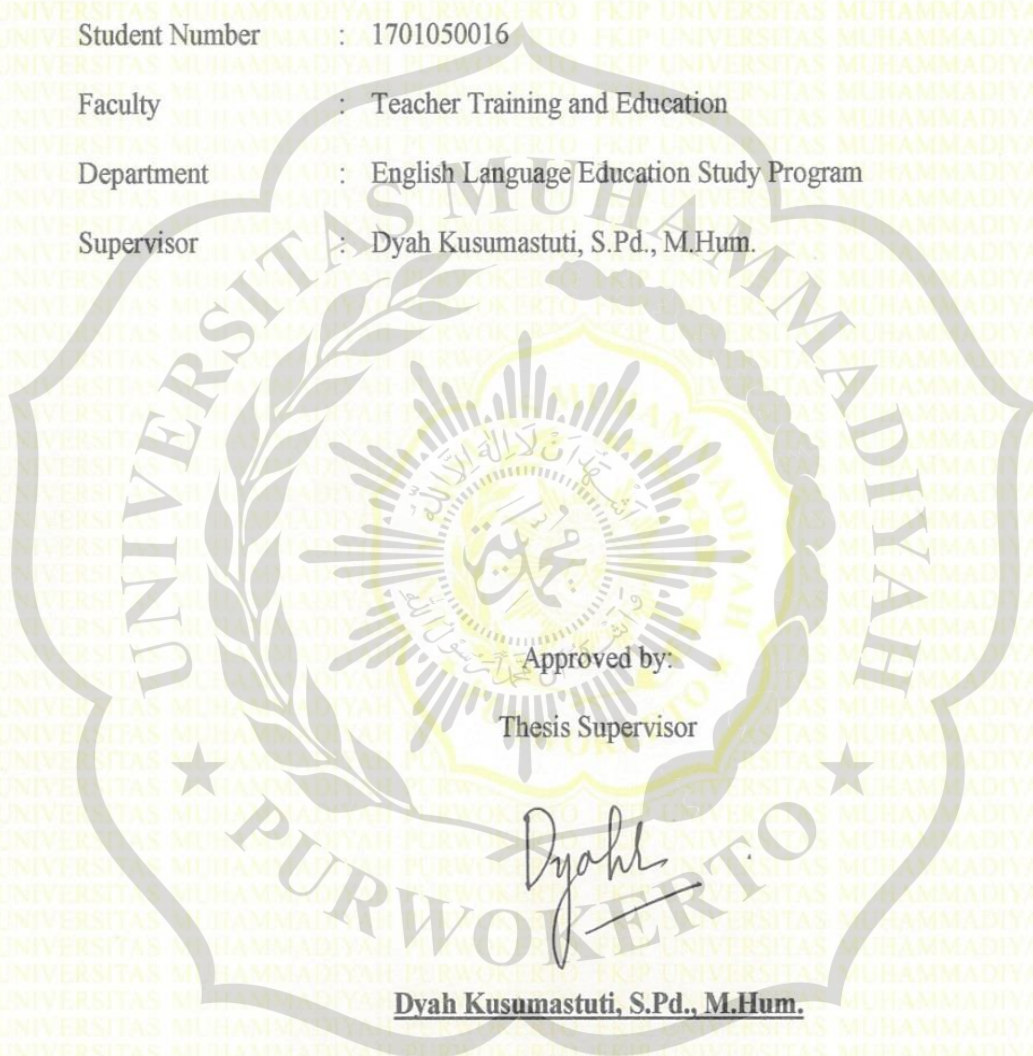 Student Number : 1701050016
Faculty : Teacher Training and Education
Department : English Language Education Study Program
Supervisor : Dyah Kusumastuti, S.Pd., M.Hum.
UNIVERSITAS MUHAMMADIYAH
PURWOKERTO
Approved by:
Thesis Supervisor
Dyah Kusumastuti, S.Pd., M.Hum.